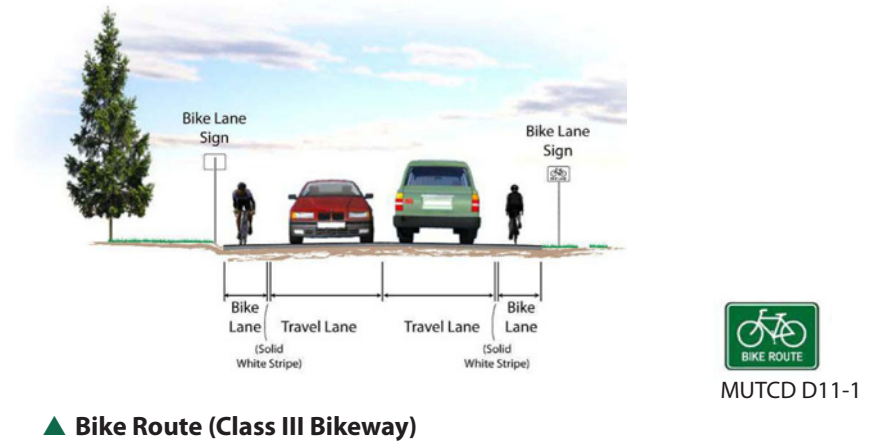 Bike Lane
Sign
Bike Lane
Sign
Bike
Lane
Travel Lane
Travel Lane
Bike
Lane
(Solid
White Stripe)
(Solid
White Stripe)
BIKE ROUTE
MUTCD D11-1
▲ Bike Route (Class III Bikeway)